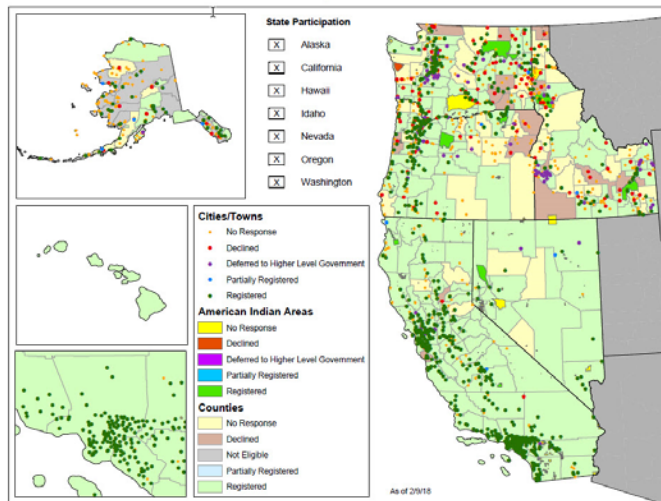 State Participation
X Alaska
X California
X Hawaii
X Idaho
X Nevada
X Oregon
X Washington
Cities/Towns
No Response
Declined
Deferred to Higher Level Government
Partially Registered
Registered
American Indian Areas
No Response
Declined
Deferred to Higher Level Government
Partially Registered
Registered
Counties
No Response
Declined
Not Eligible
Partially Registered
Registered
As of 2/9/18